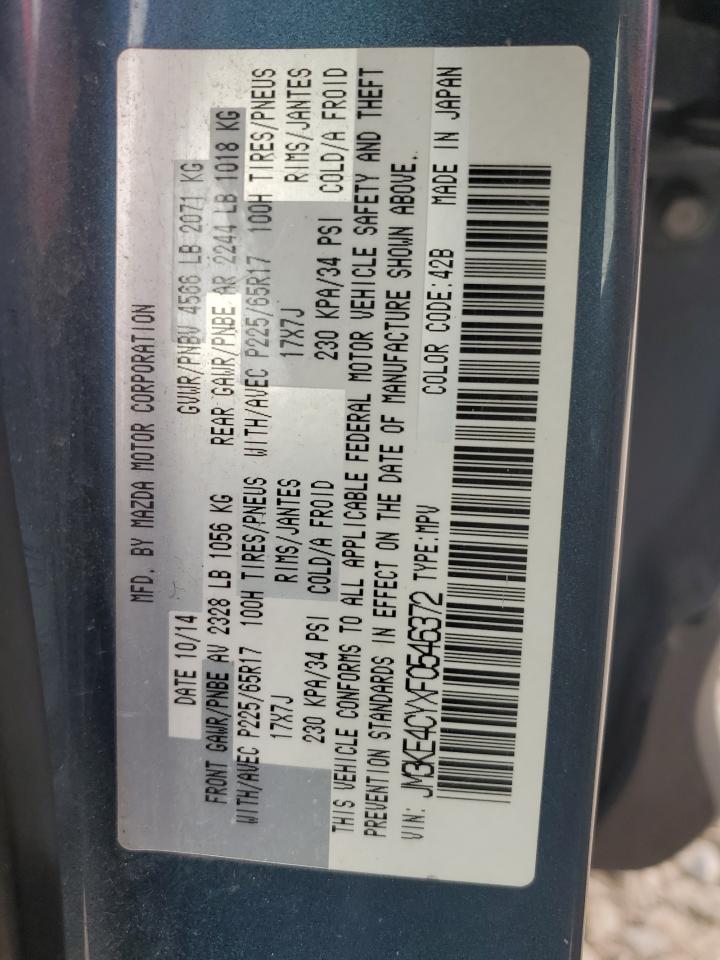 MFD. BY MAZDA MOTOR CORPORATION
DATE 10/14 GVWR/PNBV 4566 LB 2071 KG
FRONT GAWR/PNBE AV 2328 LB 1056 KG REAR GAWR/PNBE AR 2244 LB 1018 KG
WITH/AVEC P225/65R17 100H TIRES/PNEUS WITH/AVEC P225/65R17 100H TIRES/PNEUS
17X7J RIMS/JANTES 17X7J RIMS/JANTES
230 KPA/34 PSI COLD/A FROID 230 KPA/34 PSI COLD/A FROID
THIS VEHICLE CONFORMS TO ALL APPLICABLE FEDERAL MOTOR VEHICLE SAFETY AND THEFT
PREVENTION STANDARDS IN EFFECT ON THE DATE OF MANUFACTURE SHOWN ABOVE.
VIN: JM3KE4CYXF0546372 TYPE:MPV COLOR CODE:42B MADE IN JAPAN